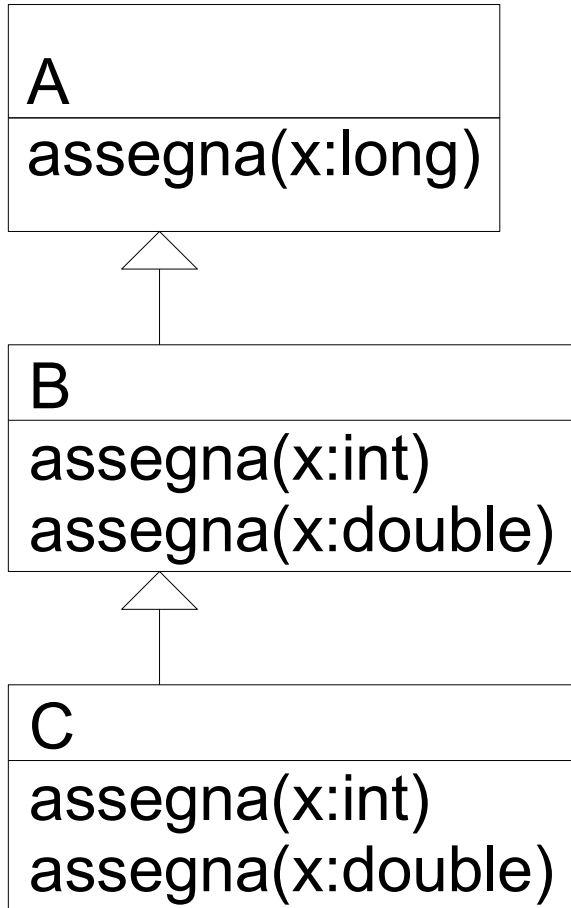 A
assegna(x:long)
B
assegna(x:int)
assegna(x:double)
C
assegna(x:int)
assegna(x:double)